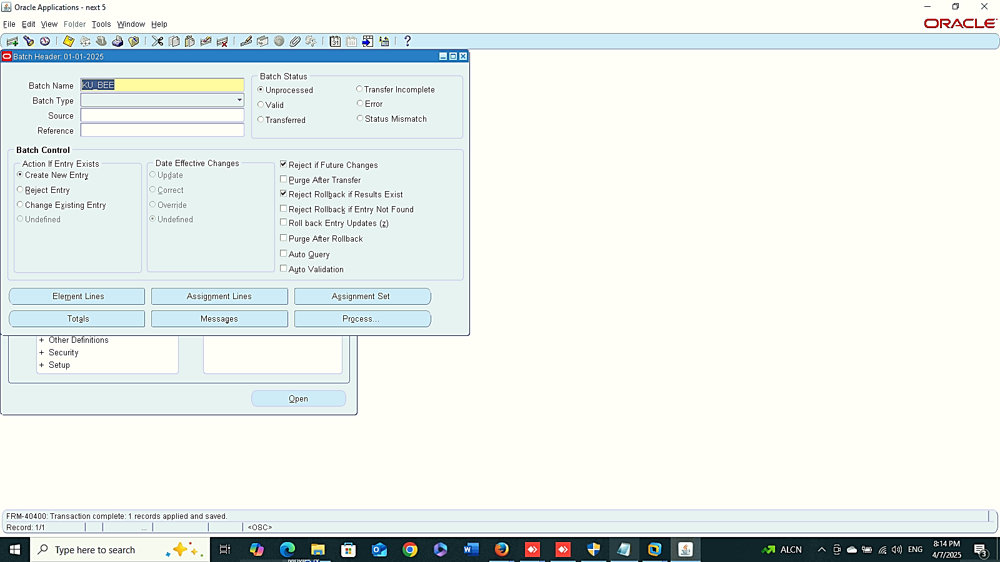 Oracle Applications - next 5
File Edit View Folder Tools Window Help
ORACLE
31
?
Batch Header: 01-01-2025
Batch Name KU_BEE
Batch Type
Source
Reference
Batch Status
Unprocessed Transfer Incomplete
Valid Error
Transferred Status Mismatch
Batch Control
Action If Entry Exists
Create New Entry
Reject Entry
Change Existing Entry
Undefined
Date Effective Changes
Update
Correct
Override
Undefined
Reject if Future Changes
Purge After Transfer
Reject Rollback if Results Exist
Reject Rollback if Entry Not Found
Roll back Entry Updates (z)
Purge After Rollback
Auto Query
Auto Validation
Element Lines Assignment Lines Assignment Set
Totals Messages Process...
+ Other Definitions
+ Security
+ Setup
Open
FRM-40400: Transaction complete: 1 records applied and saved.
Record: 1/1 ... <OSC>
Type here to search
ALCN
ENG
8:14 PM
4/7/2025
3